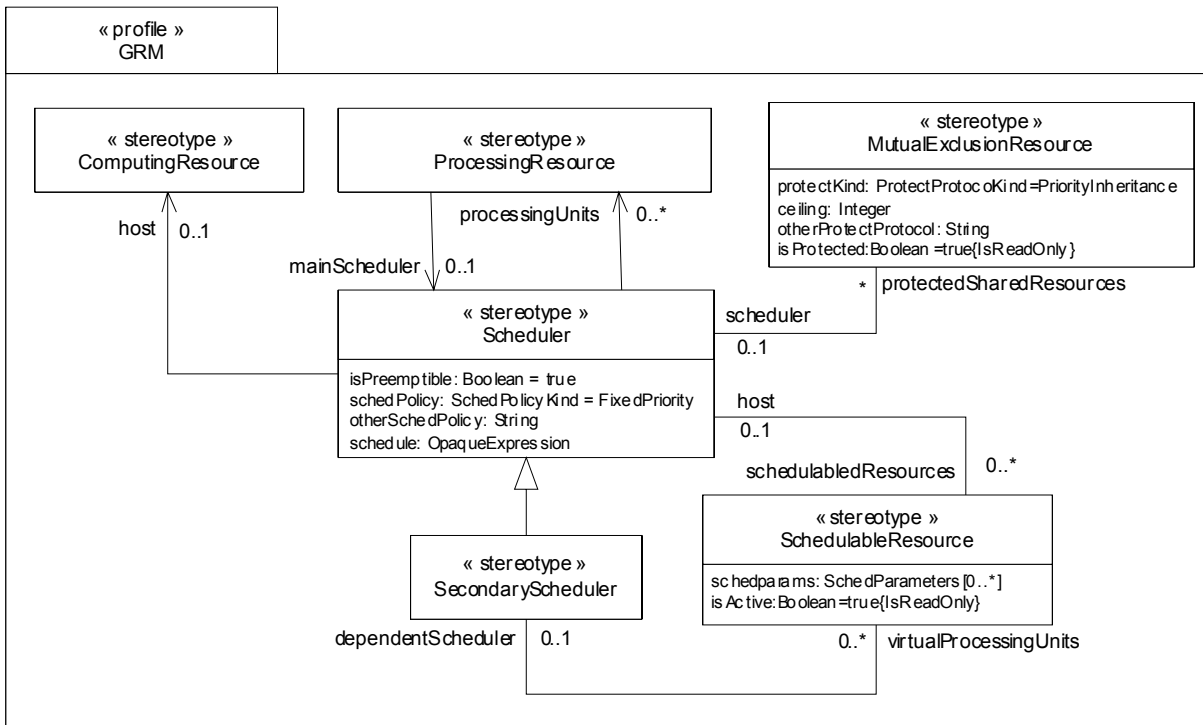 « profile »
GRM
« stereotype »
ComputingResource
« stereotype »
ProcessingResource
« stereotype »
MutualExclusionResource
protectKind: ProtectProtocolKind=PriorityInheritance
ceiling: Integer
otherProtectProtocol: String
isProtected:Boolean =true{IsReadOnly }
host
0..1
processingUnits
0..*
mainScheduler
0..1
*
protectedSharedResources
« stereotype »
Scheduler
isPreemptible: Boolean = true
schedPolicy: SchedPolicyKind = FixedPriority
otherSchedPolicy: String
schedule: OpaqueExpression
scheduler
0..1
host
0..1
schedulabledResources
0..*
« stereotype »
SchedulableResource
schedparams: SchedParameters [0..*]
isActive:Boolean=true{IsReadOnly}
« stereotype »
SecondaryScheduler
dependentScheduler
0..1
0..*
virtualProcessingUnits